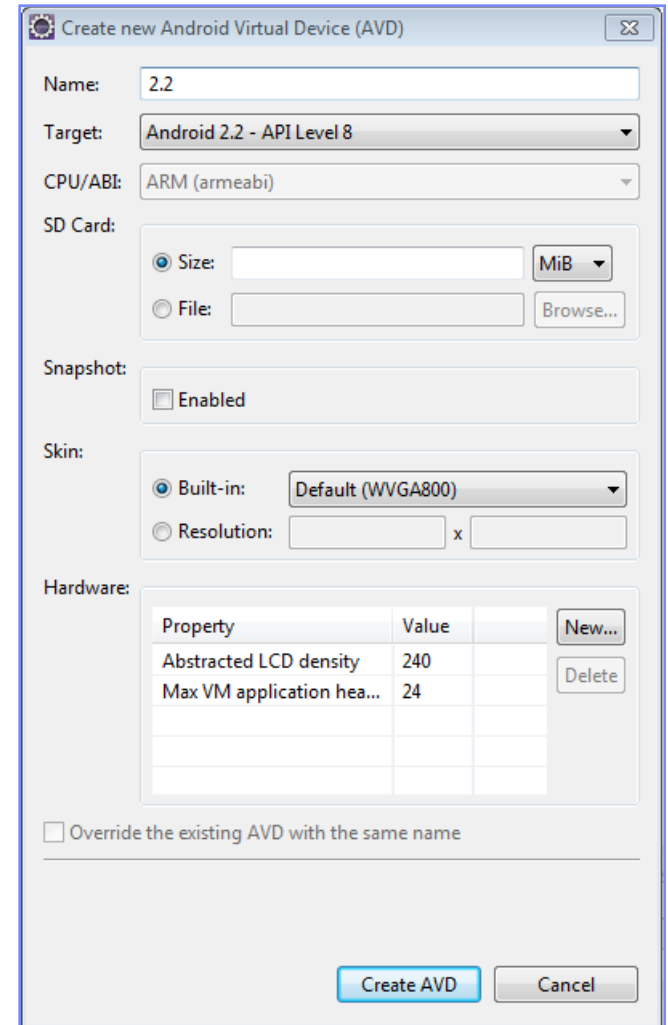 Create new Android Virtual Device (AVD)
Name: 2.2
Target: Android 2.2 - API Level 8
CPU/ABI: ARM (armeabi)
SD Card:
Size: MiB
File: Browse...
Snapshot:
Enabled
Skin:
Built-in: Default (WVGA800)
Resolution: x
Hardware:
Property Value New...
Abstracted LCD density 240
Delete
Max VM application hea... 24
Override the existing AVD with the same name
Create AVD Cancel